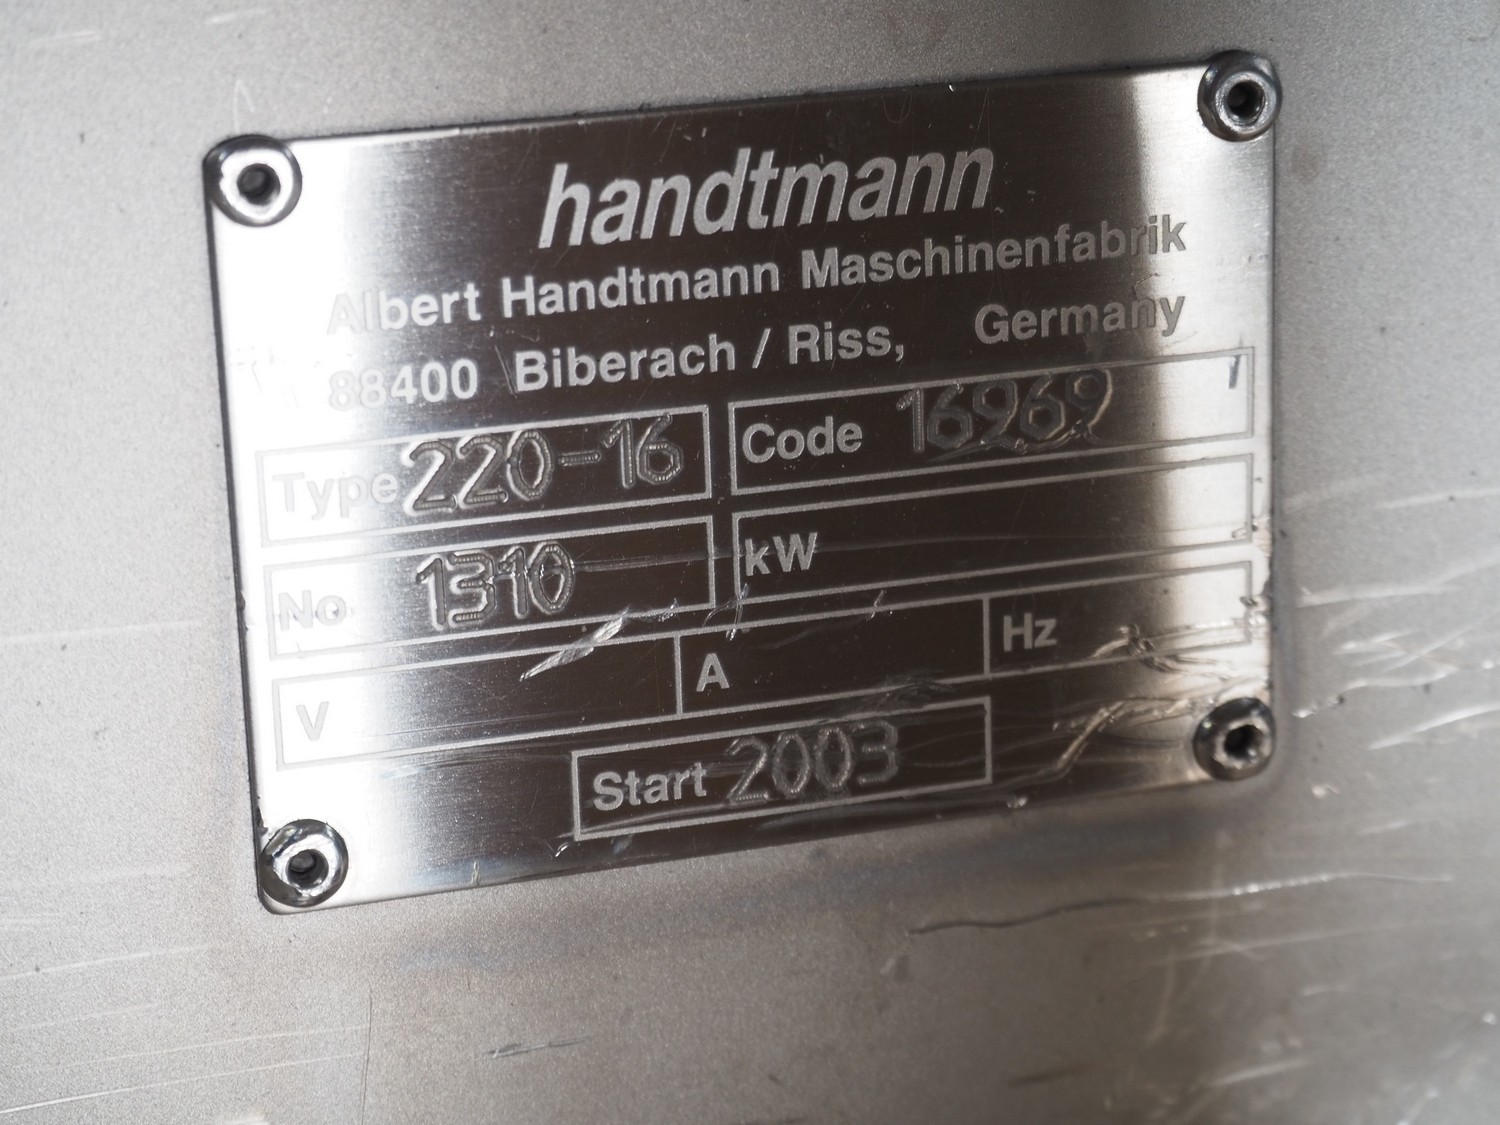 handtmann
Albert Handtmann Maschinenfabrik
88400 Biberach / Riss, Germany
Type 220-16
Code 16969
No 1310
kW
V
A
Hz
Start 2003